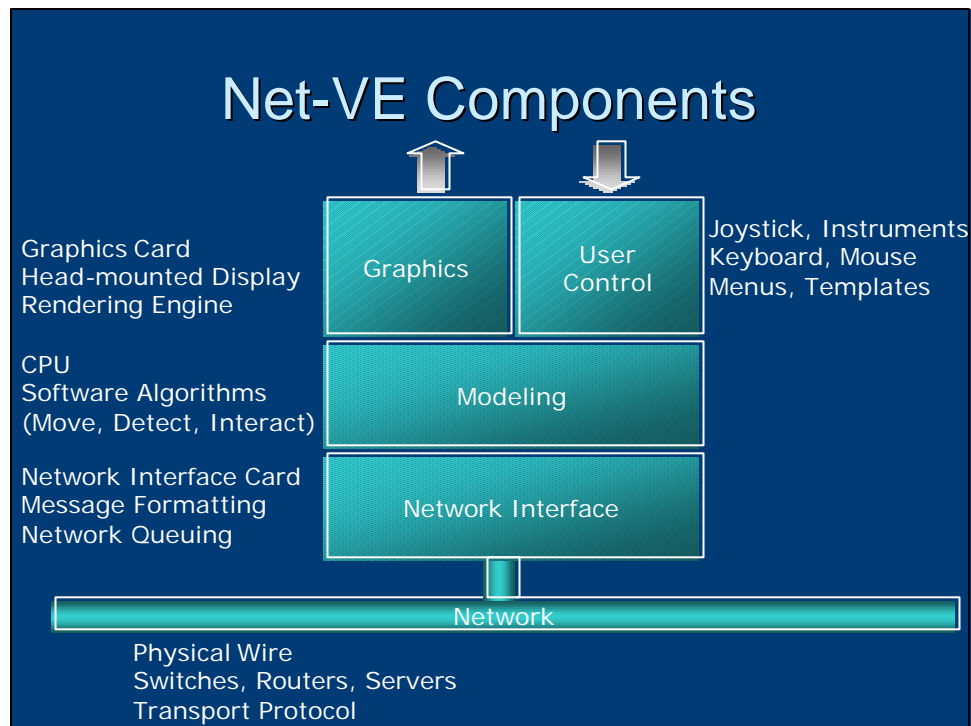 Net-VE Components
Graphics Card
Head-mounted Display
Rendering Engine
Graphics
User
Control
Joystick, Instruments
Keyboard, Mouse
Menus, Templates
CPU
Software Algorithms
(Move, Detect, Interact)
Modeling
Network Interface Card
Message Formatting
Network Queuing
Network Interface
Network
Physical Wire
Switches, Routers, Servers
Transport Protocol